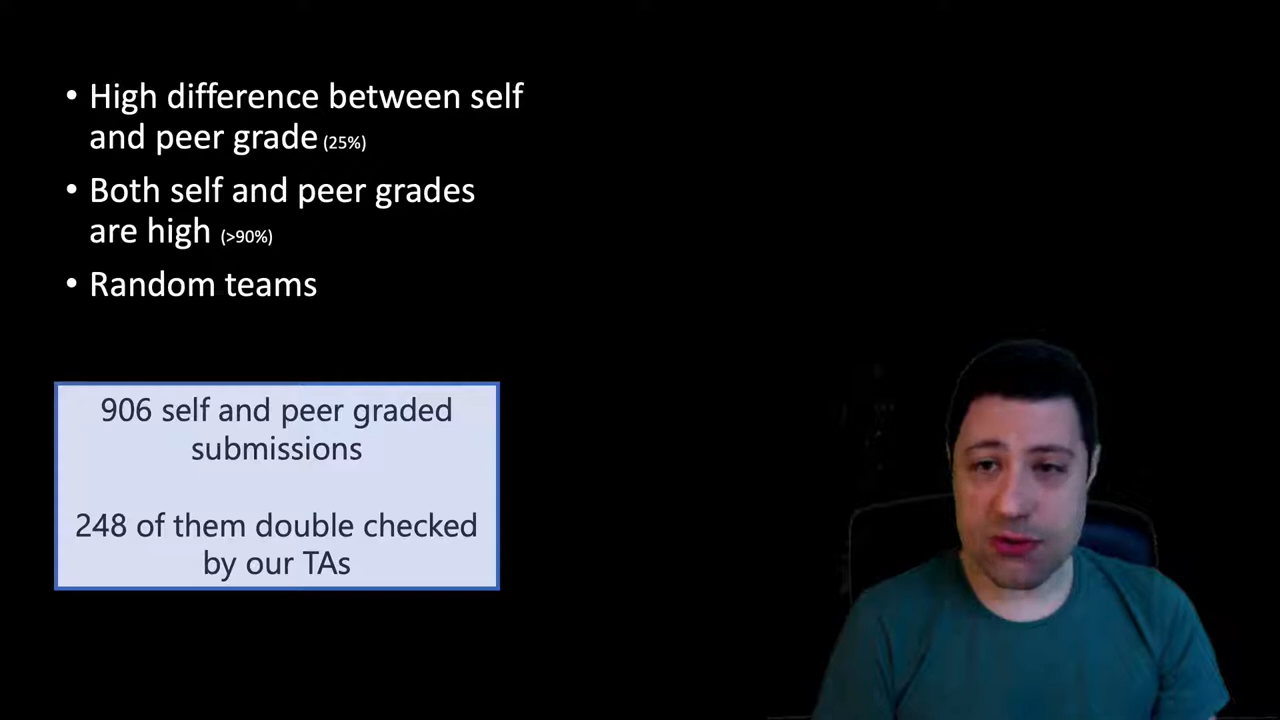 • High difference between self
and peer grade (25%)
• Both self and peer grades
are high (>90%)
• Random teams
906 self and peer graded
submissions
248 of them double checked
by our TAs